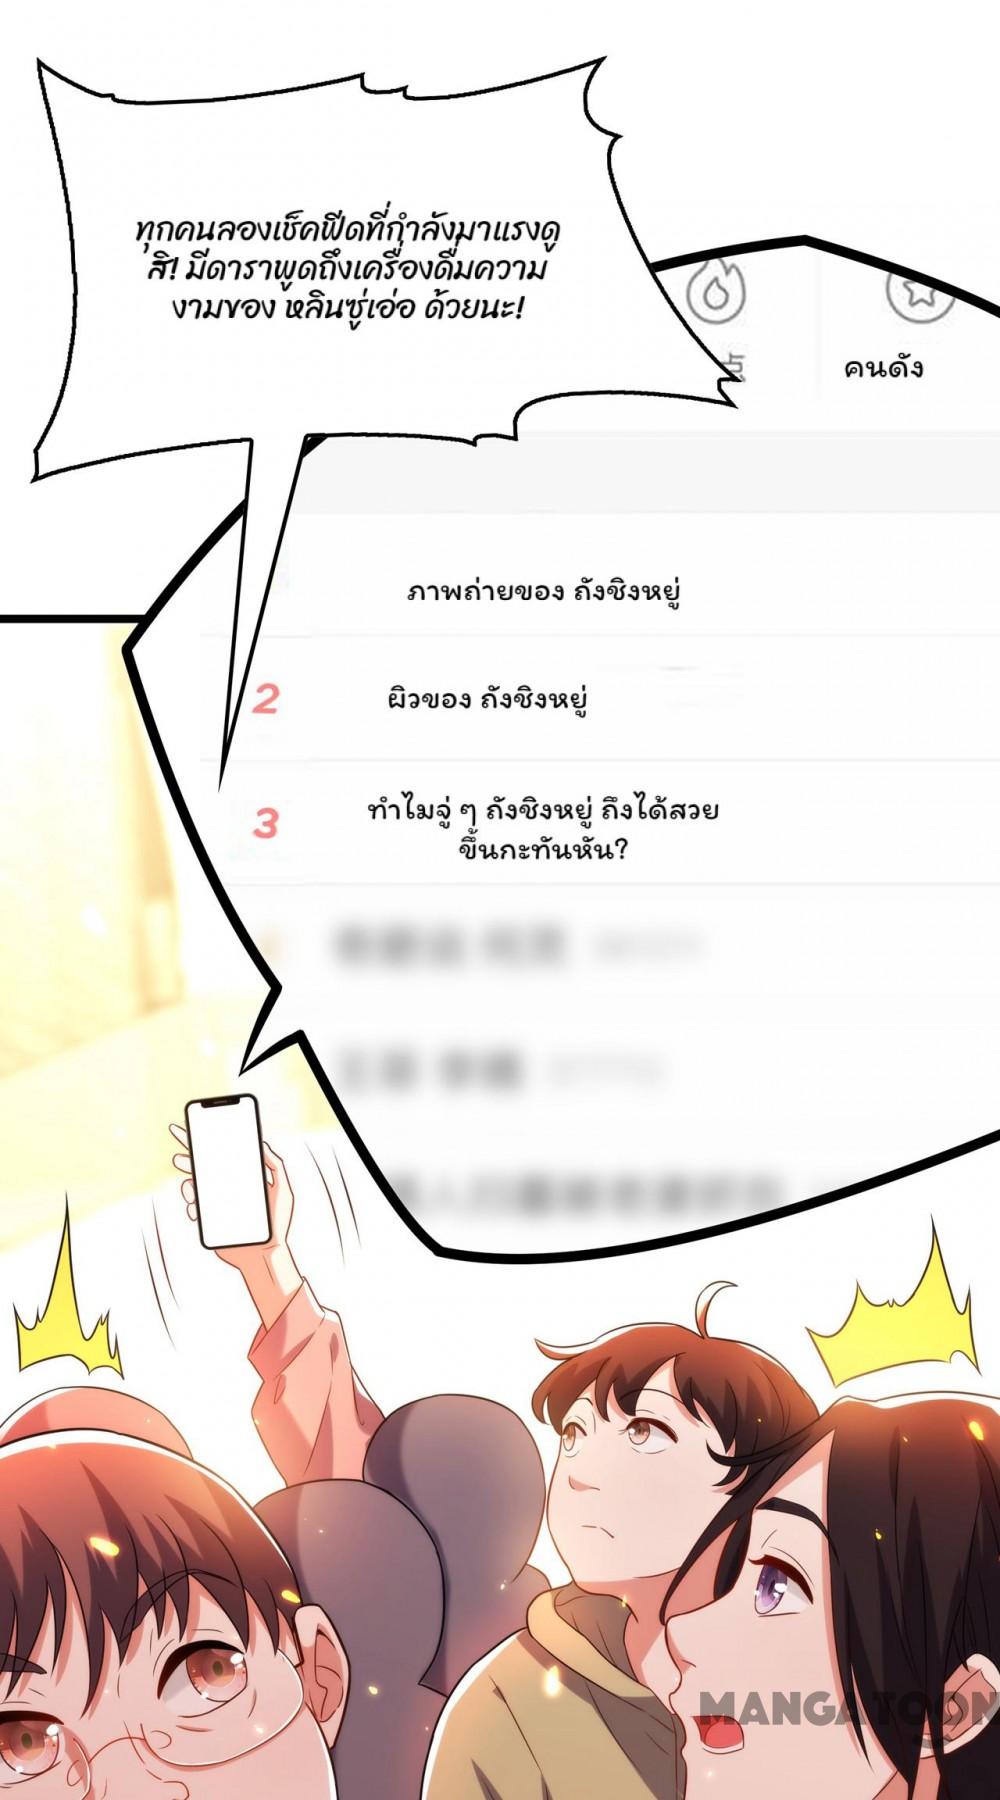 ทุกคนลองเช็คฟีดที่กำลังมาแรงดู
สิ! มีดาราพูดถึงเครื่องดื่มความ
งามของ หลินซู่เอ่อ ด้วยนะ!
点
คนดัง
ภาพถ่ายของ ถังชิงหยู่
2
ผิวของ ถังชิงหยู่
3
ทำไมจู่ ๆ ถังชิงหยู่ ถึงได้สวย
ขึ้นกะทันหัน?
MANGATOON